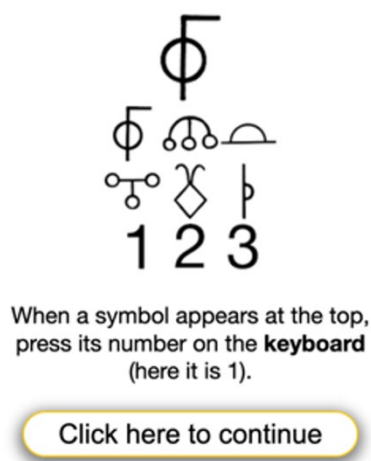 1 2 3
When a symbol appears at the top,
press its number on the keyboard
(here it is 1).
Click here to continue